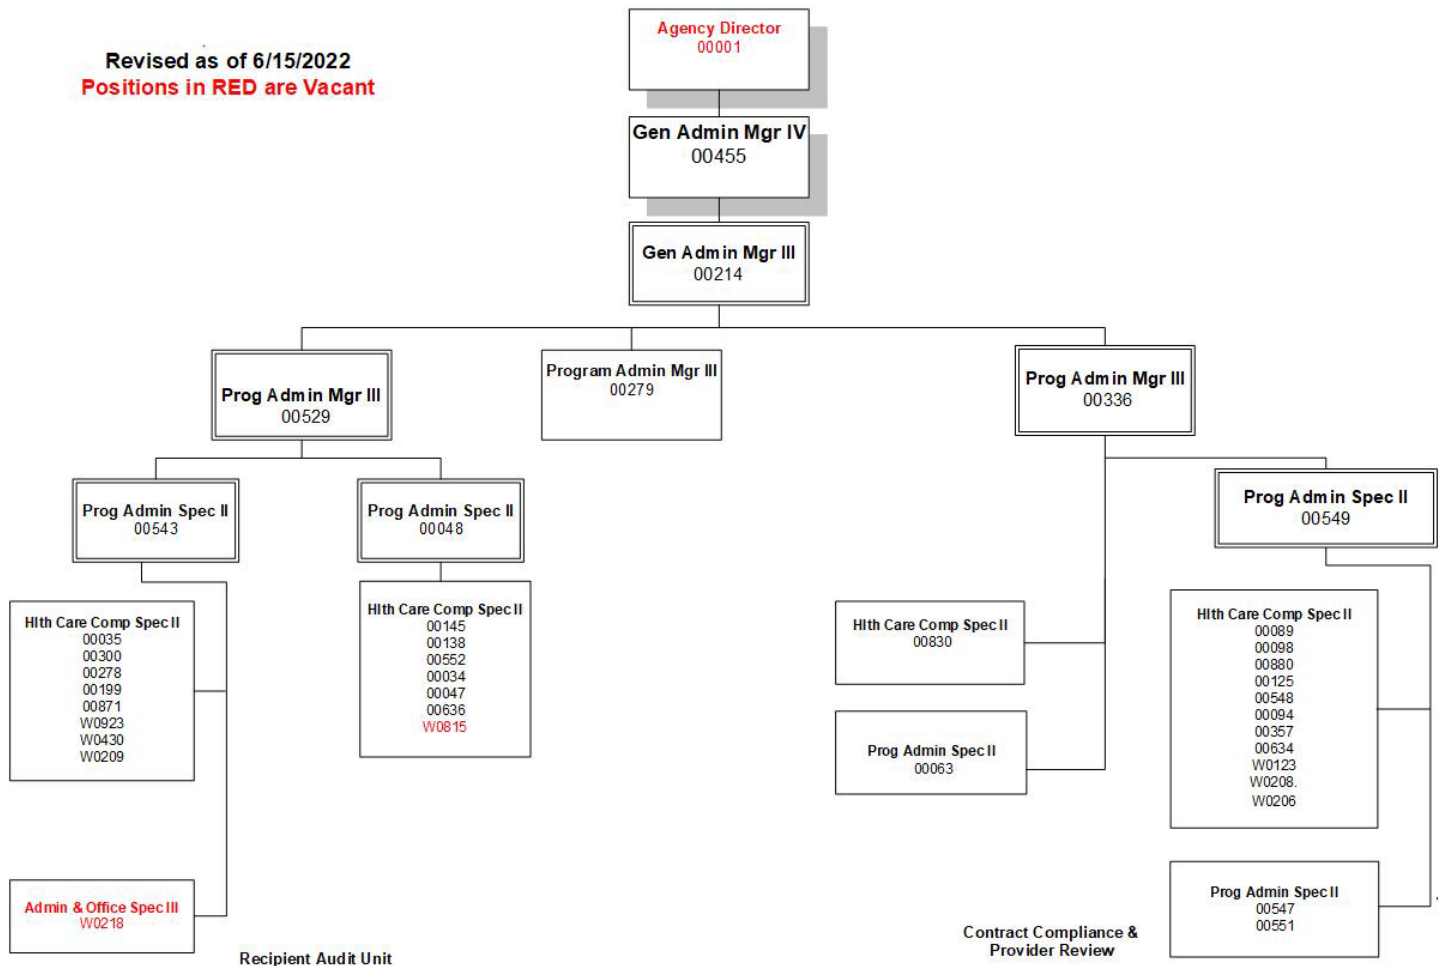 Revised as of 6/15/2022
Positions in RED are Vacant
Agency Director
00001
Gen Admin Mgr IV
00455
Gen Admin Mgr III
00214
Prog Admin Mgr III
00529
Program Admin Mgr III
00279
Prog Admin Mgr III
00336
Prog Admin Spec II
00543
Prog Admin Spec II
00048
Prog Admin Spec II
00549
Hlth Care Comp Spec II
00035
00300
00278
00199
00871
W0923
W0430
W0209
Hlth Care Comp Spec II
00145
00138
00552
00034
00047
00636
W0815
Hlth Care Comp Spec II
00830
Prog Admin Spec II
00063
Hlth Care Comp Spec II
00089
00098
00880
00125
00548
00094
00357
00634
W0123
W0208.
W0206
Admin & Office Spec III
W0218
Prog Admin Spec II
00547
00551
Recipient Audit Unit
Contract Compliance &
Provider Review